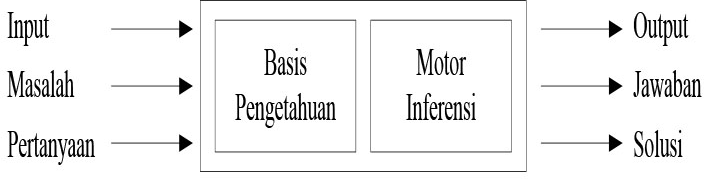 Input
Masalah
Pertanyaan
Basis
Pengetahuan
Motor
Inferensi
Output
Jawaban
Solusi